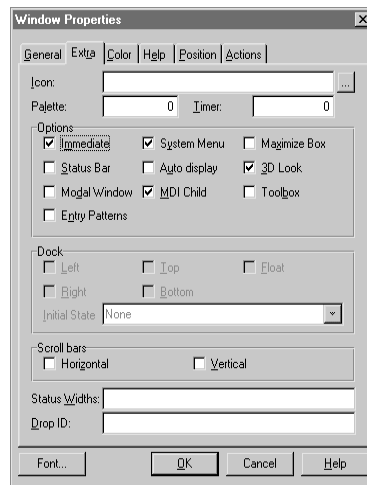 Window Properties
General Extra Color Help Position Actions
Icon: ...
Palette: 0 Timer: 0
Options
Immediate System Menu Maximize Box
Status Bar Auto display 3D Look
Modal Window MDI Child Toolbox
Entry Patterns
Dock
Left Top Float
Right Bottom
Initial State None
Scroll bars
Horizontal Vertical
Status Widths:
Drop ID:
Font... OK Cancel Help